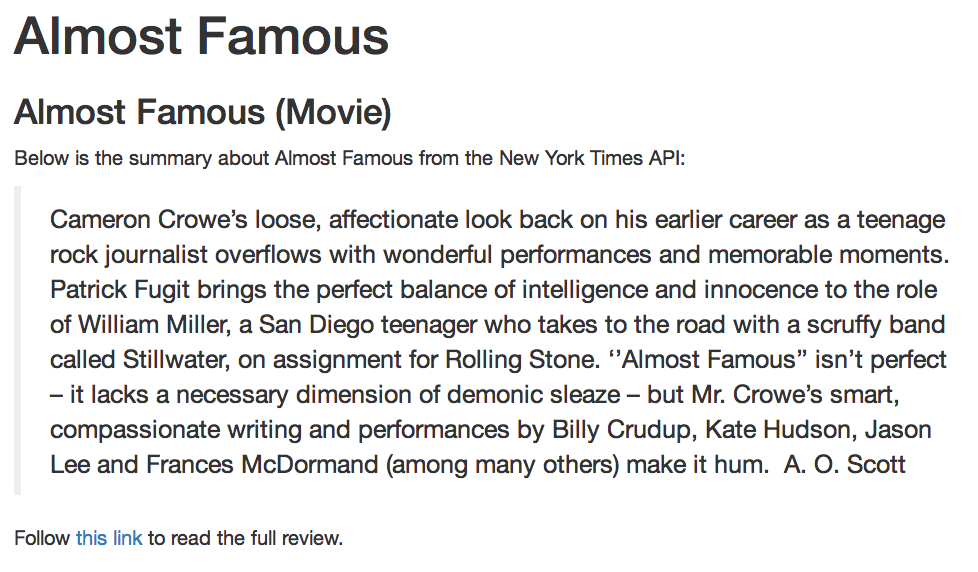 Almost Famous
Almost Famous (Movie)
Below is the summary about Almost Famous from the New York Times API:
Cameron Crowe’s loose, affectionate look back on his earlier career as a teenage
rock journalist overflows with wonderful performances and memorable moments.
Patrick Fugit brings the perfect balance of intelligence and innocence to the role
of William Miller, a San Diego teenager who takes to the road with a scruffy band
called Stillwater, on assignment for Rolling Stone. ‘’Almost Famous” isn’t perfect
– it lacks a necessary dimension of demonic sleaze – but Mr. Crowe’s smart,
compassionate writing and performances by Billy Crudup, Kate Hudson, Jason
Lee and Frances McDormand (among many others) make it hum.  A. O. Scott
Follow this link to read the full review.